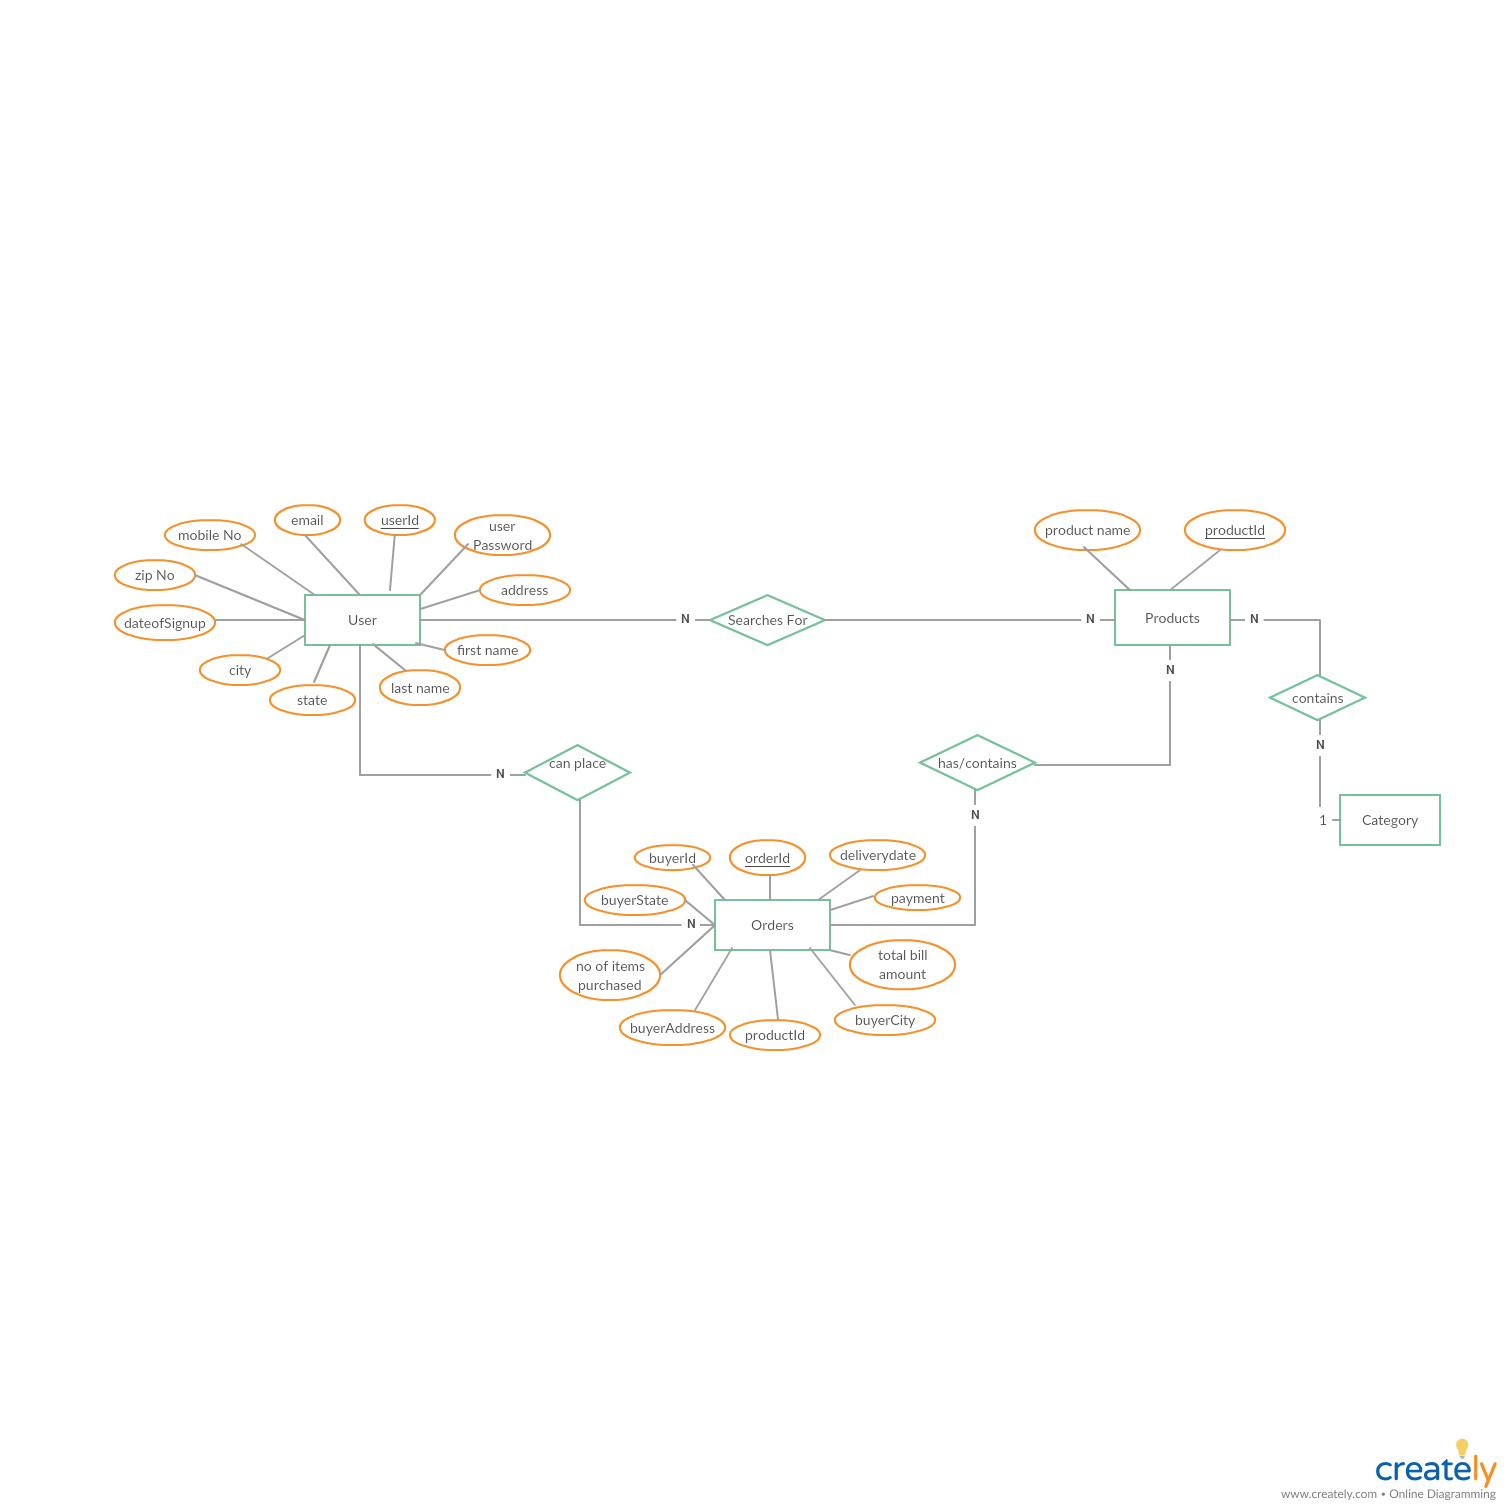 email
userId
user
Password
mobile No
product name
productId
zip No
address
dateofSignup
User
N
Searches For
N
Products
N
first name
city
last name
state
N
contains
N
can place
N
has/contains
N
1
Category
buyerId
orderId
deliverydate
buyerState
payment
N
Orders
no of items
purchased
total bill
amount
buyerAddress
productId
buyerCity
creately
www.creately.com • Online Diagramming